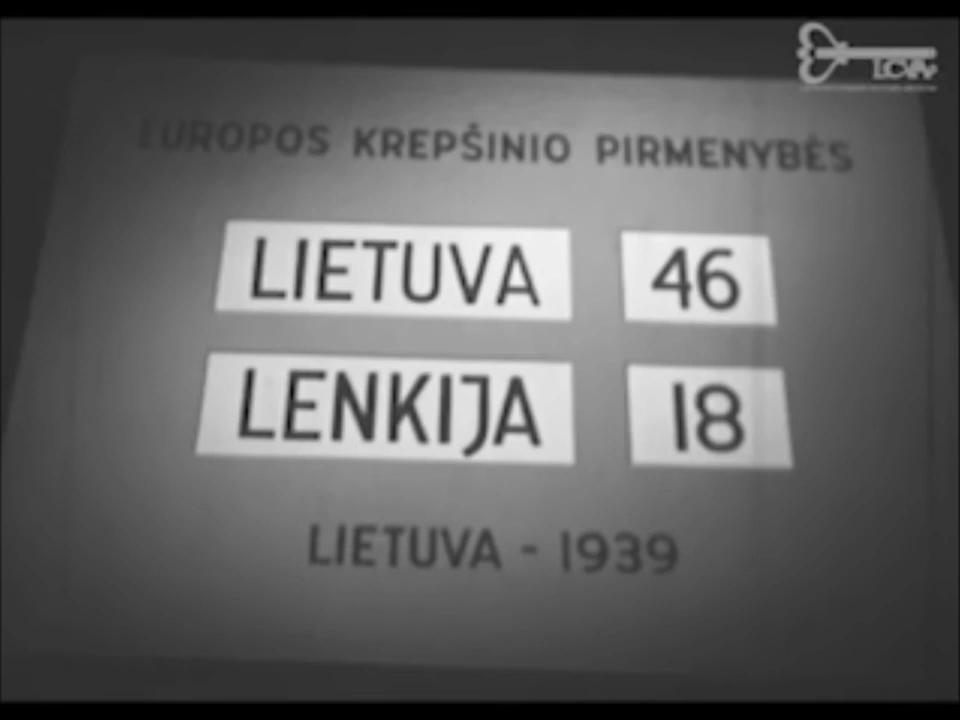 EUROPOS KREPŠINIO PIRMENYBĖS
LIETUVA 46
LENKIJA 18
LIETUVA - 1939